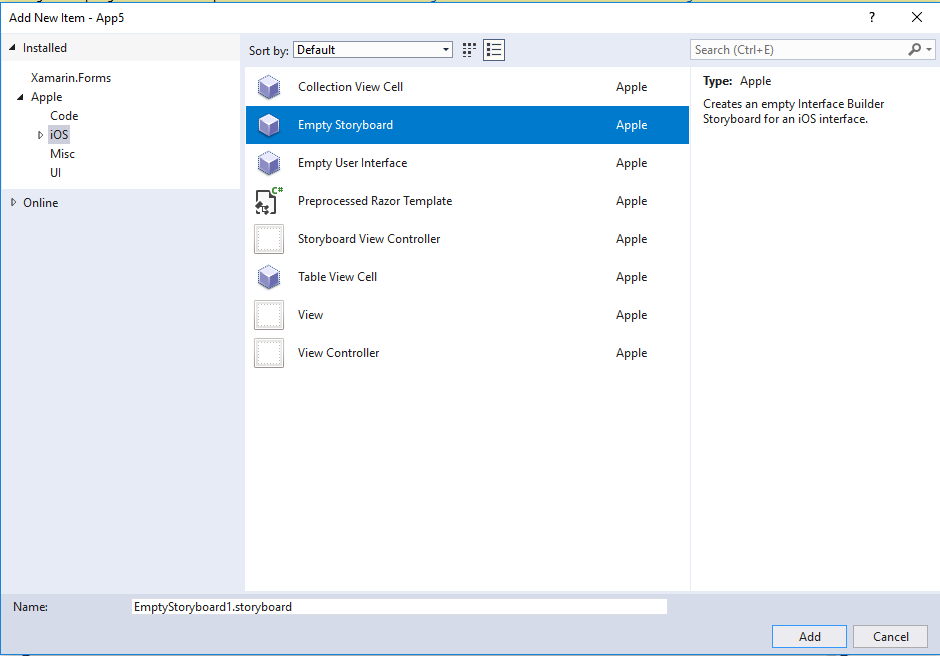 Add New Item - App5
?
Installed
Sort by: Default
Search (Ctrl+E)
Xamarin.Forms
Apple
Code
iOS
Misc
UI
Online
Collection View Cell Apple
Empty Storyboard Apple
Empty User Interface Apple
C#
Preprocessed Razor Template Apple
Storyboard View Controller Apple
Table View Cell Apple
View Apple
View Controller Apple
Type: Apple
Creates an empty Interface Builder
Storyboard for an iOS interface.
Name: EmptyStoryboard1.storyboard
Add Cancel